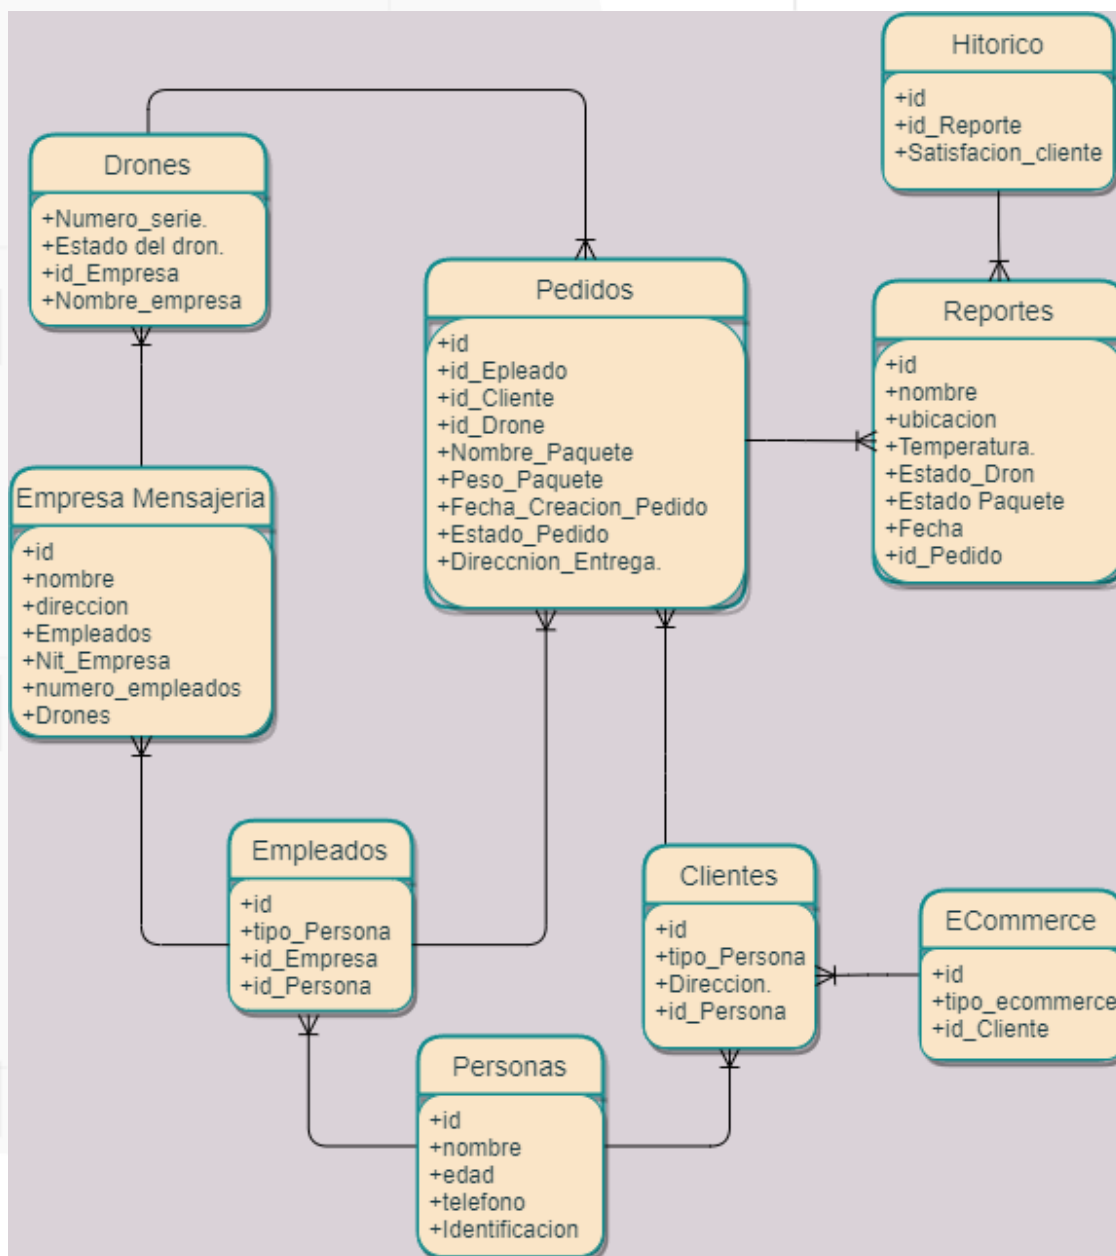 Hitorico
+id
+id_Reporte
+Satisfacion_cliente
Drones
+Numero_serie.
+Estado del dron.
+id_Empresa
+Nombre_empresa
Pedidos
+id
+id_Epleado
+id_Cliente
+id_Drone
+Nombre_Paquete
+Peso_Paquete
+Fecha_Creacion_Pedido
+Estado_Pedido
+Direccnion_Entrega.
Reportes
+id
+nombre
+ubicacion
+Temperatura.
+Estado_Dron
+Estado Paquete
+Fecha
+id_Pedido
Empresa Mensajeria
+id
+nombre
+direccion
+Empleados
+Nit_Empresa
+numero_empleados
+Drones
Empleados
+id
+tipo_Persona
+id_Empresa
+id_Persona
Clientes
+id
+tipo_Persona
+Direccion.
+id_Persona
ECommerce
+id
+tipo_ecommerce
+id_Cliente
Personas
+id
+nombre
+edad
+telefono
+Identificacion